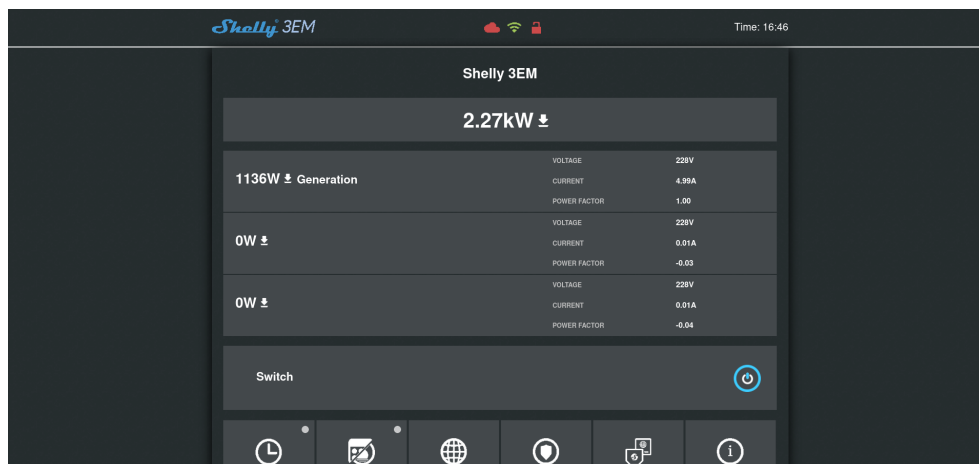 Shelly 3EM
Time: 16:46
Shelly 3EM
2.27kW
1136W Generation
VOLTAGE 228V
CURRENT 4.99A
POWER FACTOR 1.00
0W
VOLTAGE 228V
CURRENT 0.01A
POWER FACTOR -0.03
0W
VOLTAGE 228V
CURRENT 0.01A
POWER FACTOR -0.04
Switch